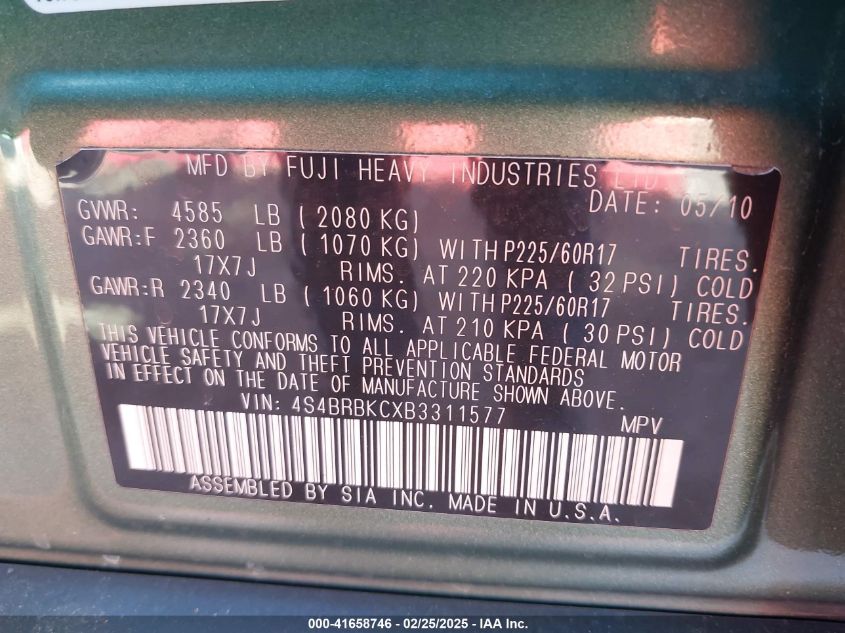 MFD BY FUJI HEAVY INDUSTRIES LTD
DATE: 05/10
GVWR: 4585 LB ( 2080 KG)
GAWR:F 2360 LB ( 1070 KG) WITH P225/60R17 TIRES.
17X7J RIMS. AT 220 KPA ( 32 PSI) COLD
GAWR:R 2340 LB ( 1060 KG) WITH P225/60R17 TIRES.
17X7J RIMS. AT 210 KPA ( 30 PSI) COLD
THIS VEHICLE CONFORMS TO ALL APPLICABLE FEDERAL MOTOR
VEHICLE SAFETY AND THEFT PREVENTION STANDARDS
IN EFFECT ON THE DATE OF MANUFACTURE SHOWN ABOVE.
VIN: 4S4BRBKCXB3311577 MPV
ASSEMBLED BY SIA INC. MADE IN U.S.A.
000-41658746 - 02/25/2025 - IAA Inc.